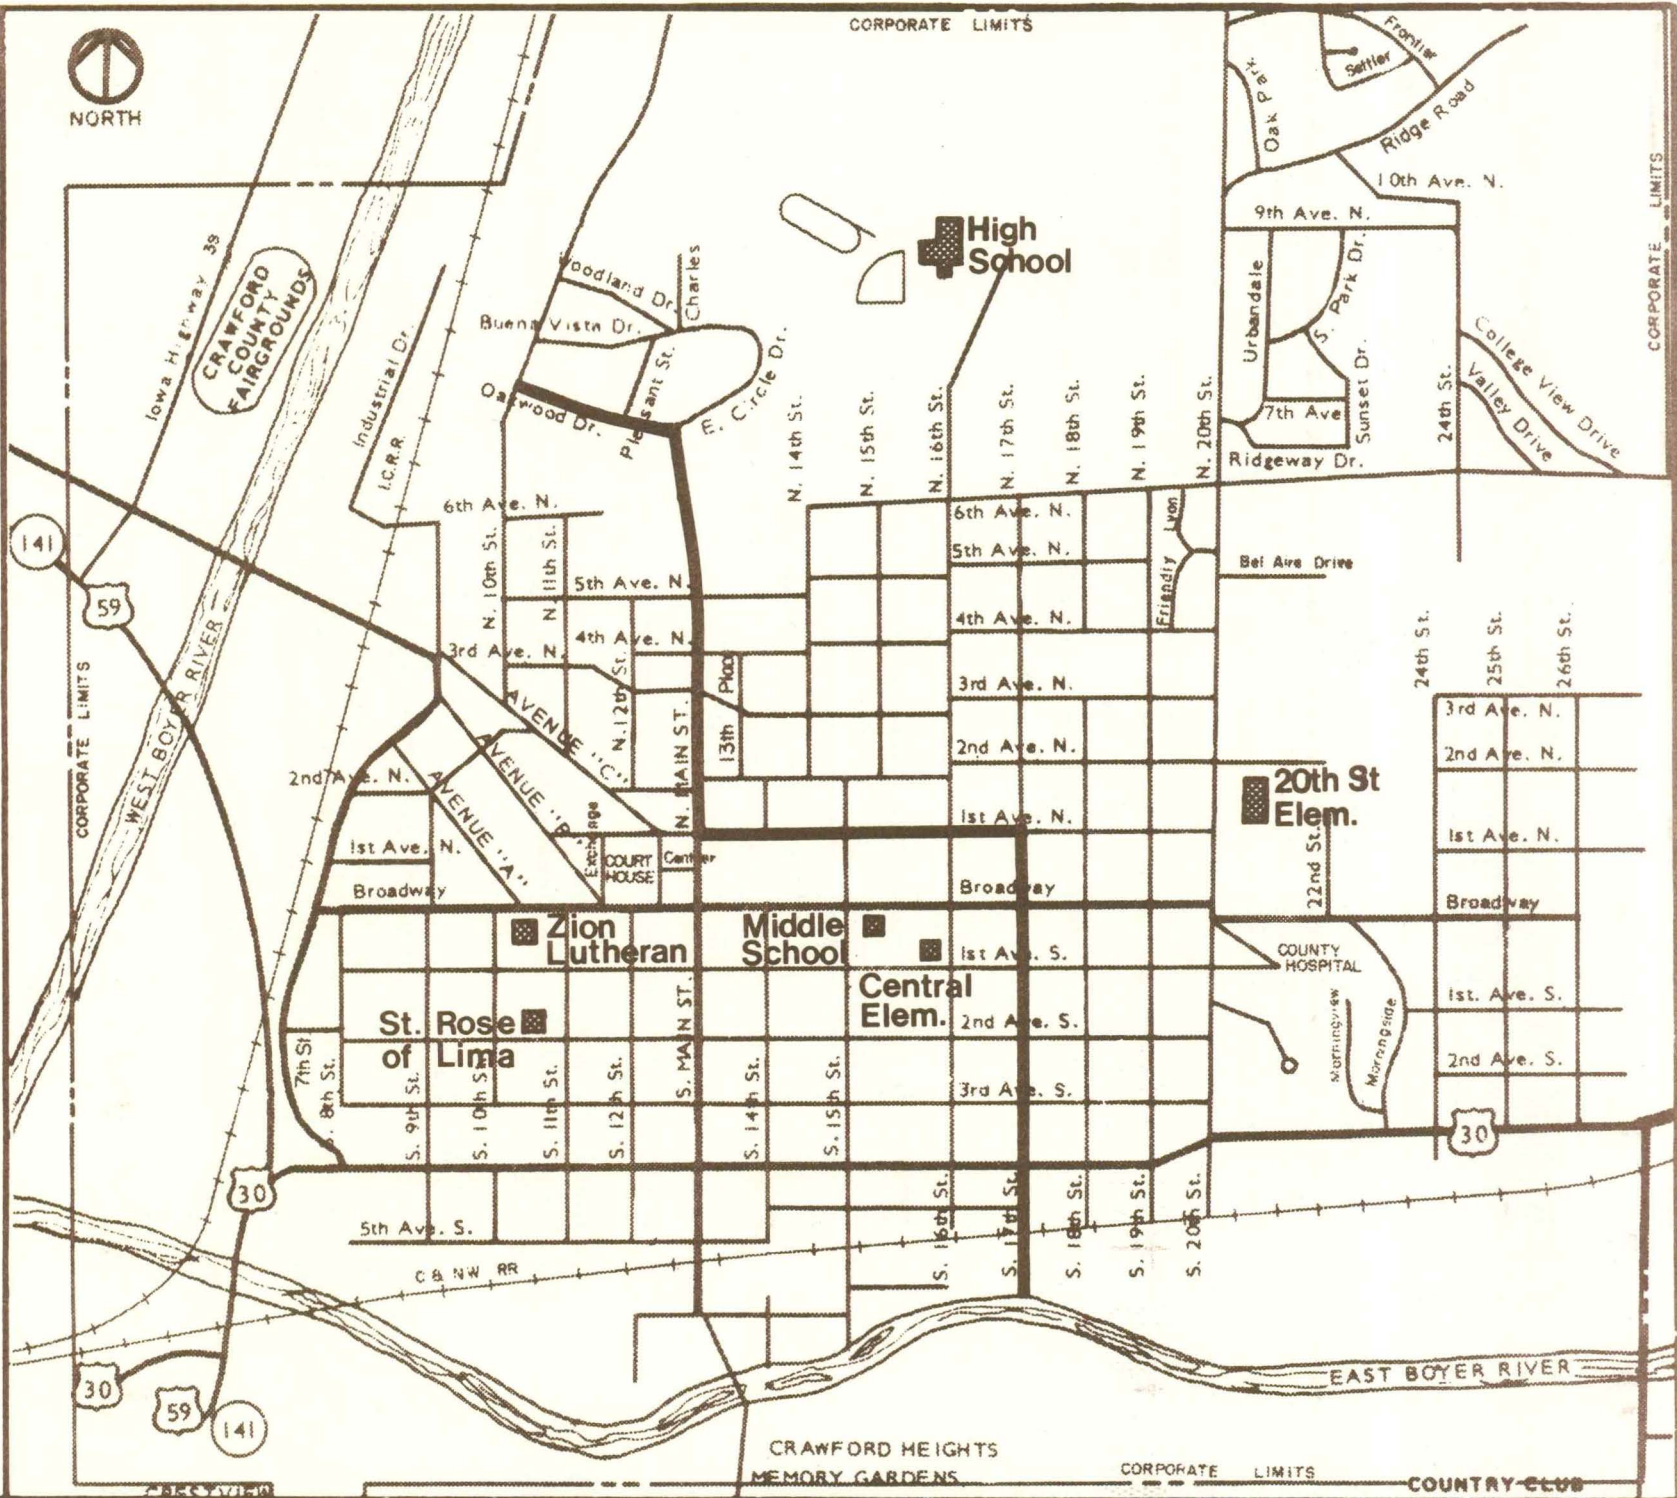 CORPORATE LIMITS
NORTH
Frontier
Settler
Oak Park
Ridge Road
10th Ave. N.
9th Ave. N.
CORPORATE LIMITS
High
School
Iowa Highway 39
CRAWFORD
COUNTY
FAIRGROUNDS
Woodland Dr.
Charles
Buena Vista Dr.
Pleasant St.
Oakwood Dr.
E. Circle Dr.
Industrial Dr.
I.C.R.R.
Urbandale
S. Park Dr.
Sunset Dr.
7th Ave
Ridgeway Dr.
24th St.
College View Drive
Valley Drive
N. 14th St.
N. 15th St.
N. 16th St.
N. 17th St.
N. 18th St.
N. 19th St.
N. 20th St.
6th Ave. N.
6th Ave. N.
141
59
N. 10th St.
N. 11th St.
5th Ave. N.
5th Ave. N.
Friendly Lyon
Bel Aire Drive
4th Ave. N.
4th Ave. N.
3rd Ave. N.
N. 12th St.
3rd Ave. N.
24th St.
25th St.
26th St.
3rd Ave. N.
CORPORATE LIMITS
WEST BOYER RIVER
AVENUE "C"
AVENUE "B"
AVENUE "A"
N. MAIN ST.
13th Place
2nd Ave. N.
2nd Ave. N.
2nd Ave. N.
20th St
Elem.
1st Ave. N.
1st Ave. N.
1st Ave. N.
Exchange
COURT
HOUSE
Center
22nd St.
Broadway
Broadway
Broadway
Zion
Lutheran
Middle
School
1st Ave. S.
COUNTY
HOSPITAL
Central
Elem.
1st. Ave. S.
St. Rose
of Lima
S. MAIN ST.
2nd Ave. S.
Morningview
Morningside
2nd Ave. S.
7th St
S. 8th St.
S. 9th St.
S. 10th St.
S. 11th St.
S. 12th St.
S. 14th St.
S. 15th St.
3rd Ave. S.
30
30
5th Ave. S.
S. 16th St.
S. 17th St.
S. 18th St.
S. 19th St.
S. 20th St.
C & NW RR
30
59
141
EAST BOYER RIVER
CRAWFORD HEIGHTS
MEMORY GARDENS
CORPORATE LIMITS
COUNTRY CLUB
CRESTVIEW